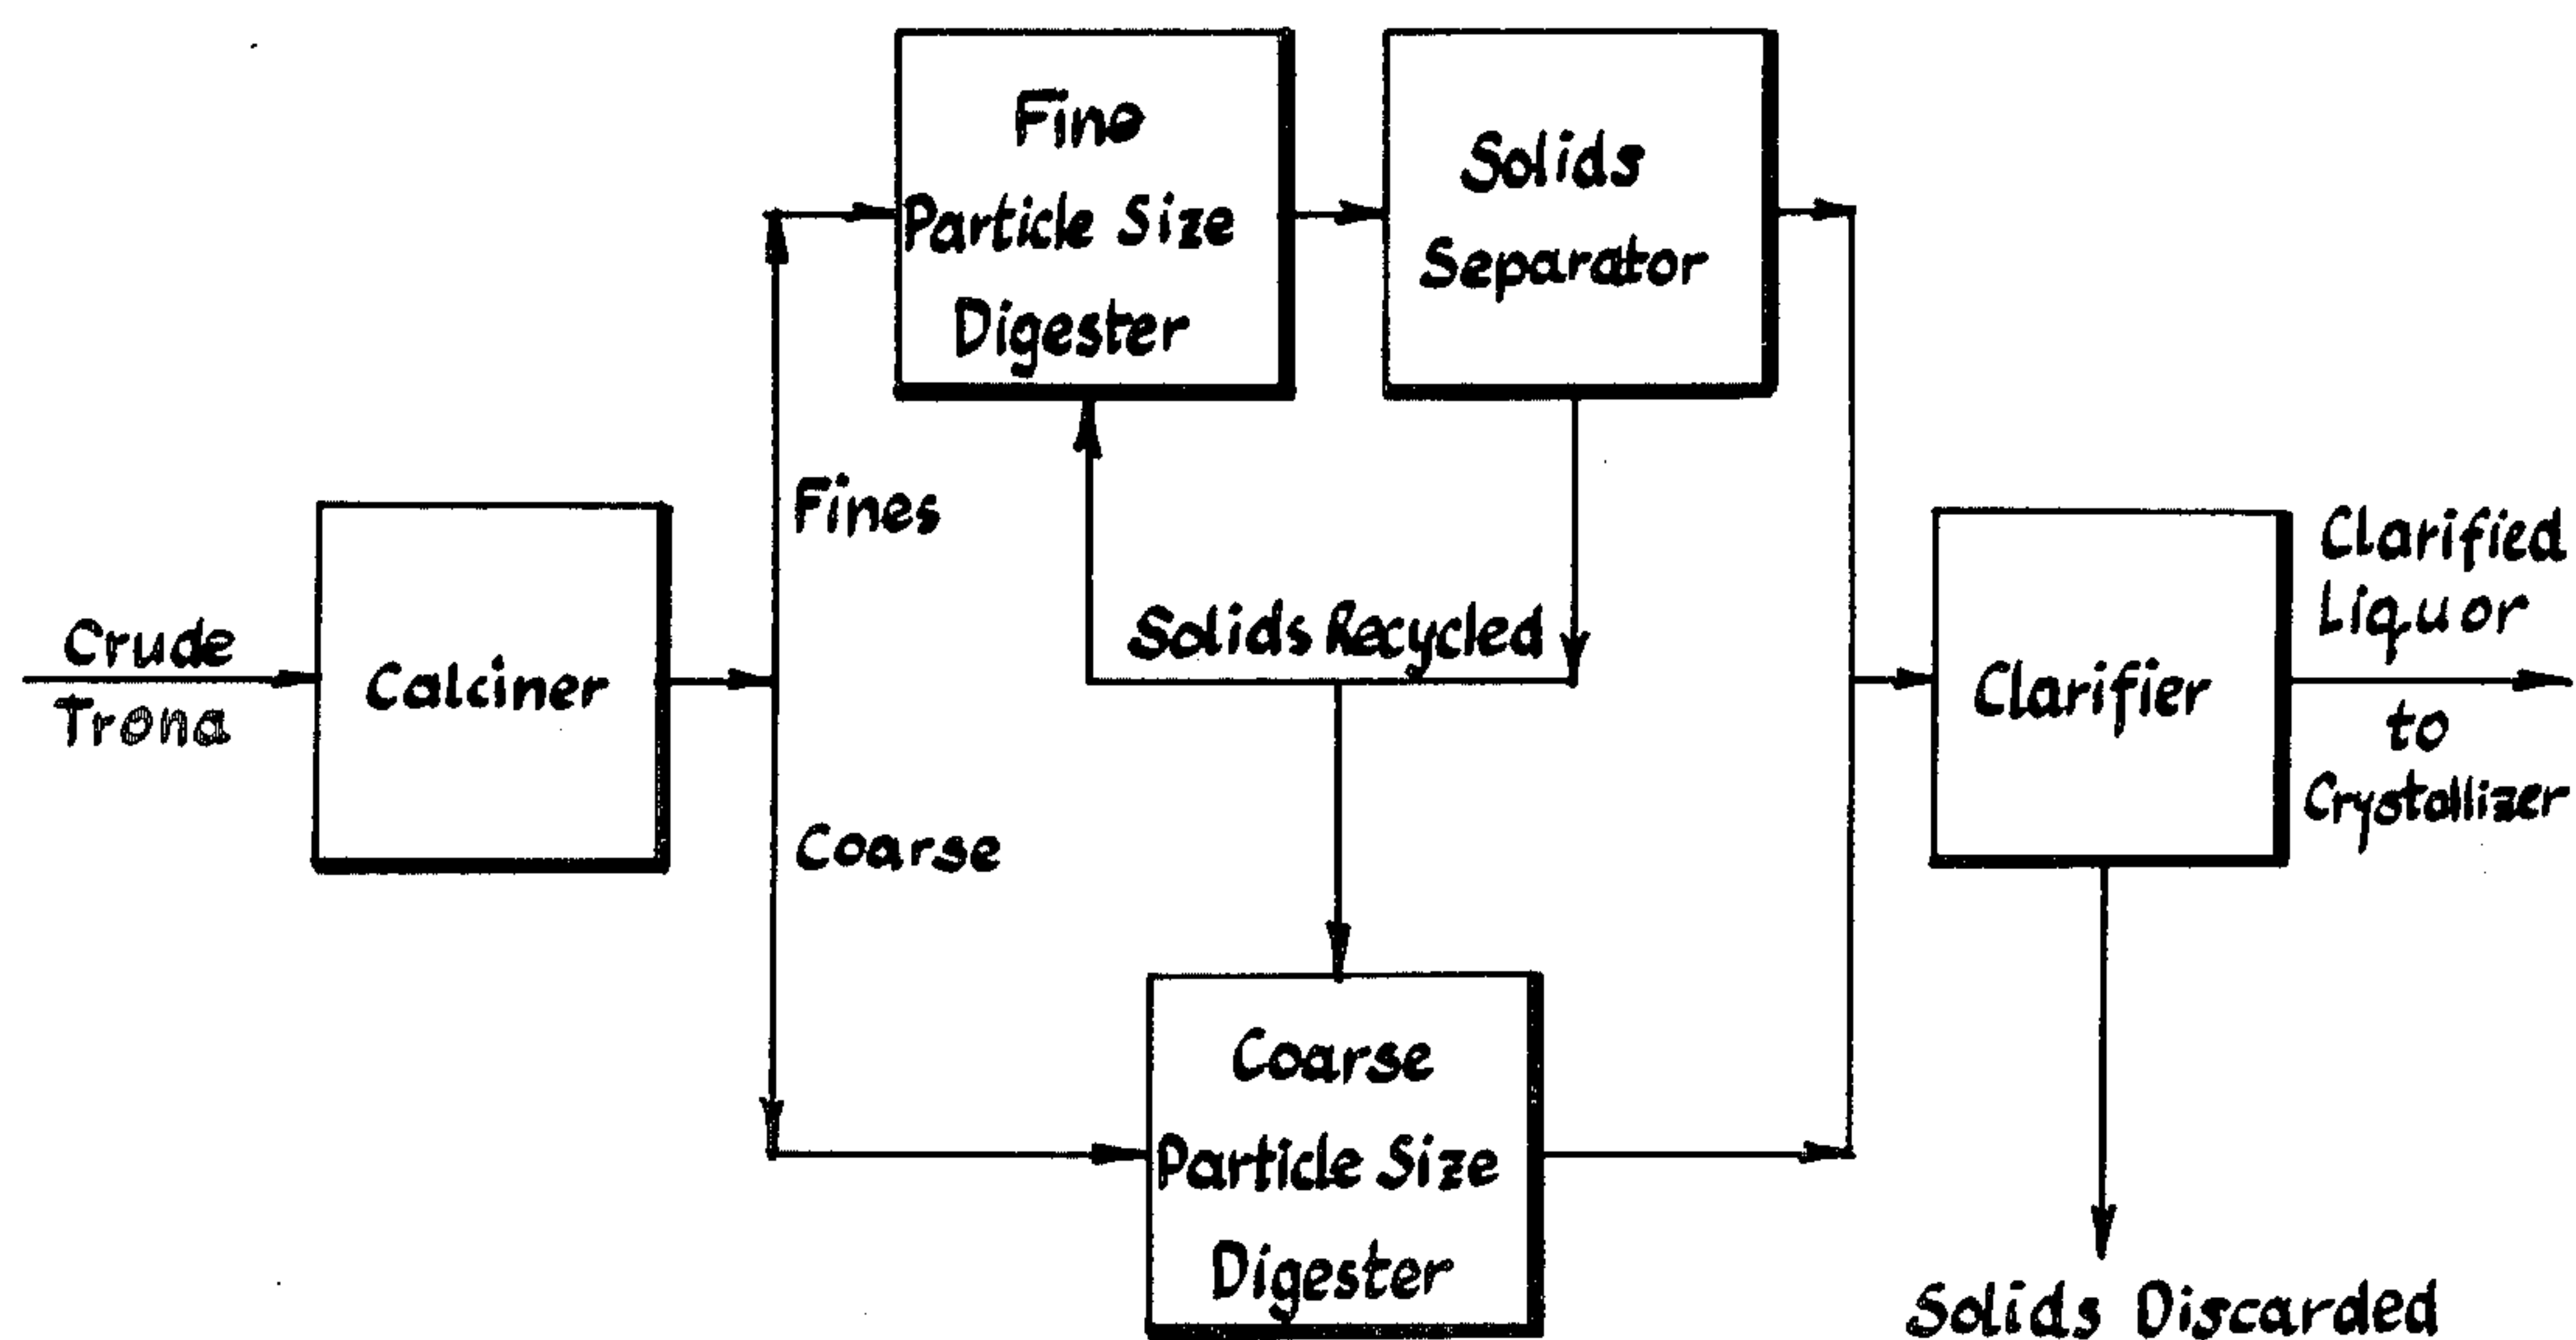 Crude
Trona
Calciner
Fines
Coarse
Fine
Particle Size
Digester
Solids
Separator
Solids Recycled
Coarse
Particle Size
Digester
Clarifier
Clarified
Liquor
to
Crystallizer
Solids Discarded